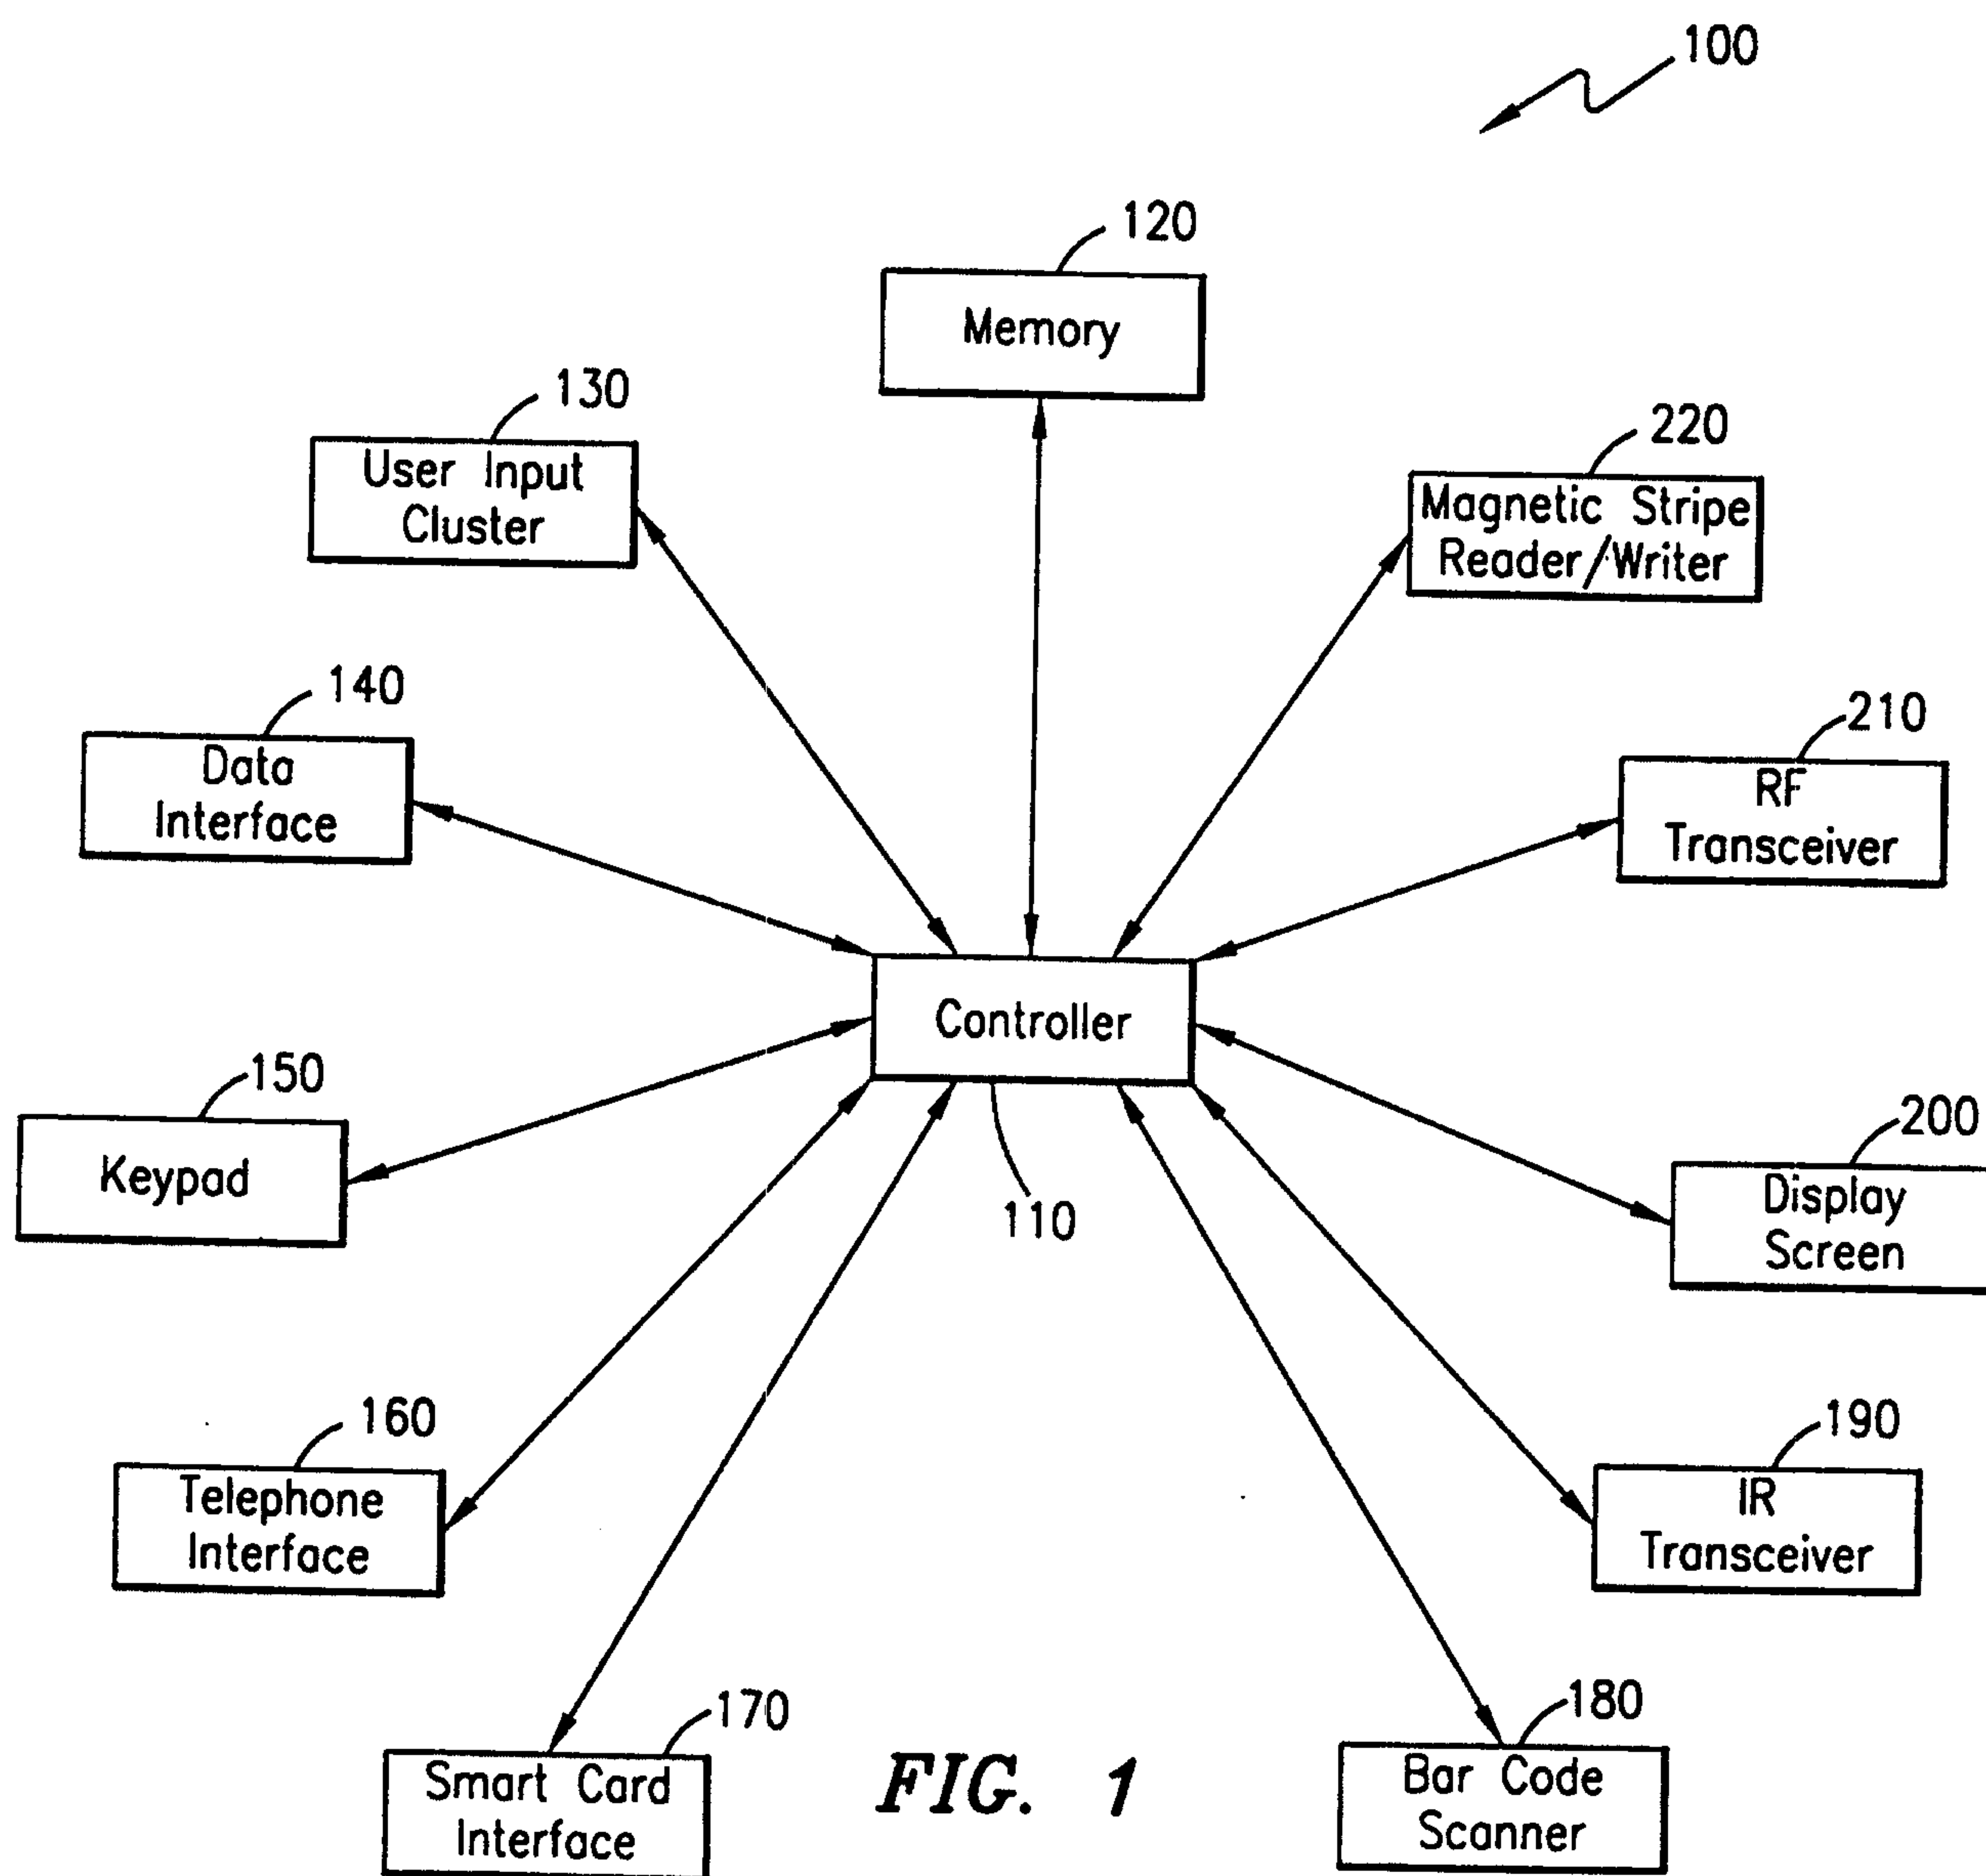 100
120
Memory
130
User Input
Cluster
220
Magnetic Stripe
Reader/Writer
140
Data
Interface
210
RF
Transceiver
Controller
110
150
Keypad
200
Display
Screen
160
Telephone
Interface
190
IR
Transceiver
170
Smart Card
Interface
180
Bar Code
Scanner
FIG. 1